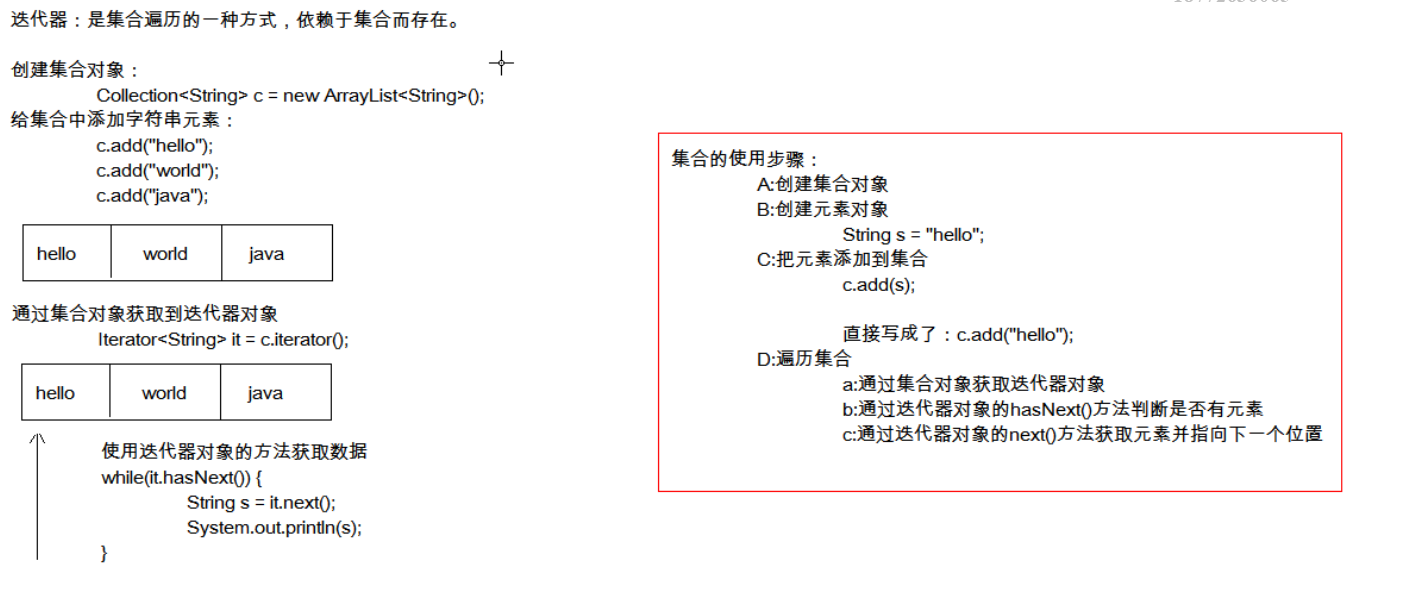 迭代器：是集合遍历的一种方式，依赖于集合而存在。
创建集合对象：
Collection<String> c = new ArrayList<String>();
给集合中添加字符串元素：
c.add("hello");
c.add("world");
c.add("java");
hello world java
通过集合对象获取到迭代器对象
Iterator<String> it = c.iterator();
hello world java
使用迭代器对象的方法获取数据
while(it.hasNext()) {
String s = it.next();
System.out.println(s);
}
集合的使用步骤：
A:创建集合对象
B:创建元素对象
String s = "hello";
C:把元素添加到集合
c.add(s);
直接写成了：c.add("hello");
D:遍历集合
a:通过集合对象获取迭代器对象
b:通过迭代器对象的hasNext()方法判断是否有元素
c:通过迭代器对象的next()方法获取元素并指向下一个位置